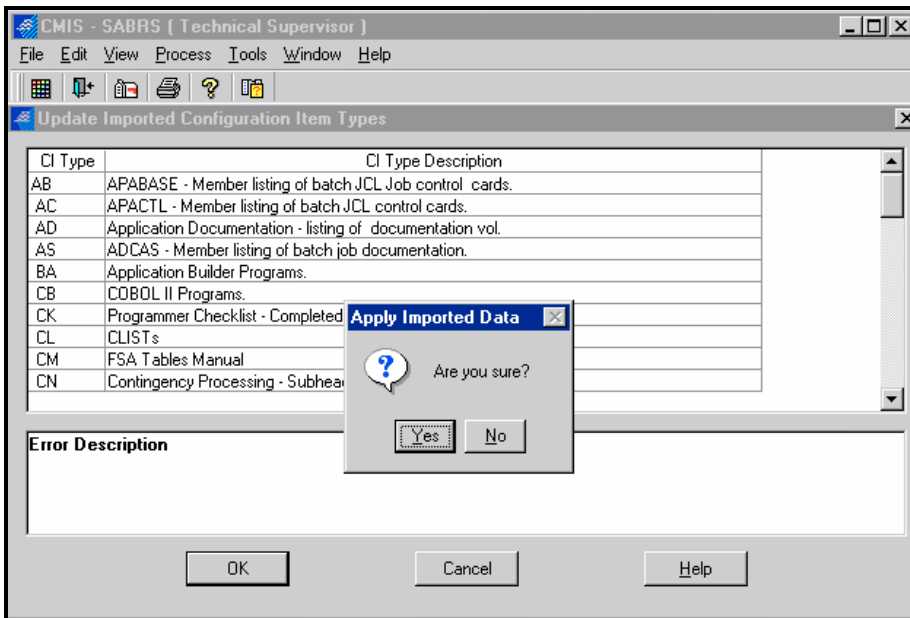 CMIS - SABRS ( Technical Supervisor )
File Edit View Process Tools Window Help
Update Imported Configuration Item Types
CI Type CI Type Description
AB APABASE - Member listing of batch JCL Job control cards.
AC APACTL - Member listing of batch JCL control cards.
AD Application Documentation - listing of documentation vol.
AS ADCAS - Member listing of batch job documentation.
BA Application Builder Programs.
CB COBOL II Programs.
CK Programmer Checklist - Completed
CL CLISTs
CM FSA Tables Manual
CN Contingency Processing -
Apply Imported Data
Are you sure?
Yes No
Error Description
OK Cancel Help